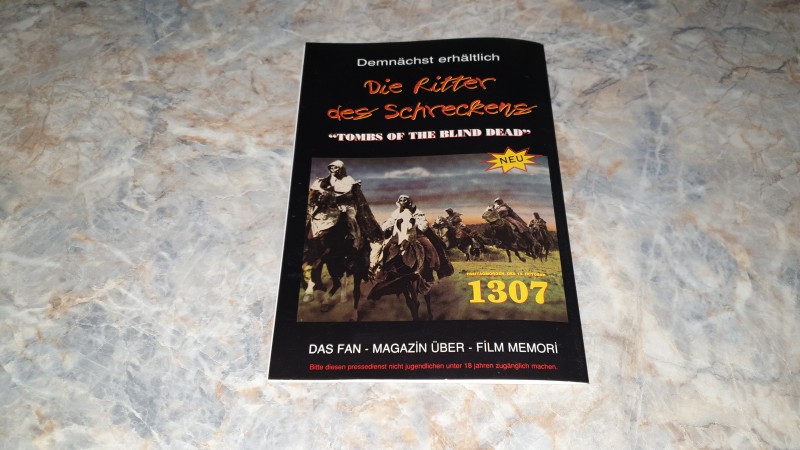 Demnächst erhältlich
Die Ritter
des Schreckens
“TOMBS OF THE BLIND DEAD”
NEU
1307
DAS FAN - MAGAZİN ÜBER - FİLM MEMORİ
Bitte diesen pressedienst nicht jugendlichen unter 18 jahren zugänglich machen.